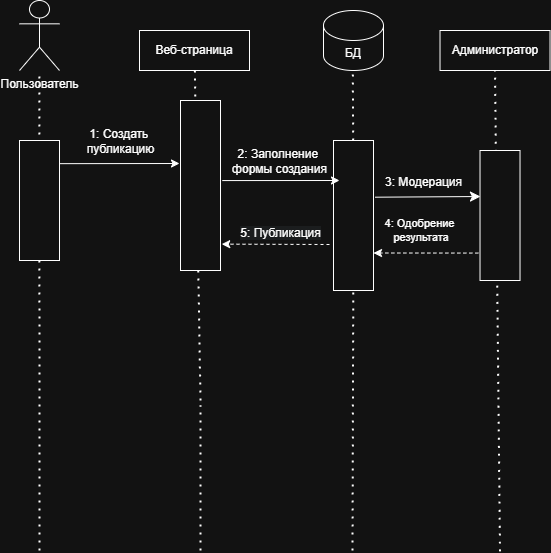 Пользователь
Веб-страница
БД
Администратор
1: Создать
публикацию
2: Заполнение
формы создания
3: Модерация
4: Одобрение
результата
5: Публикация